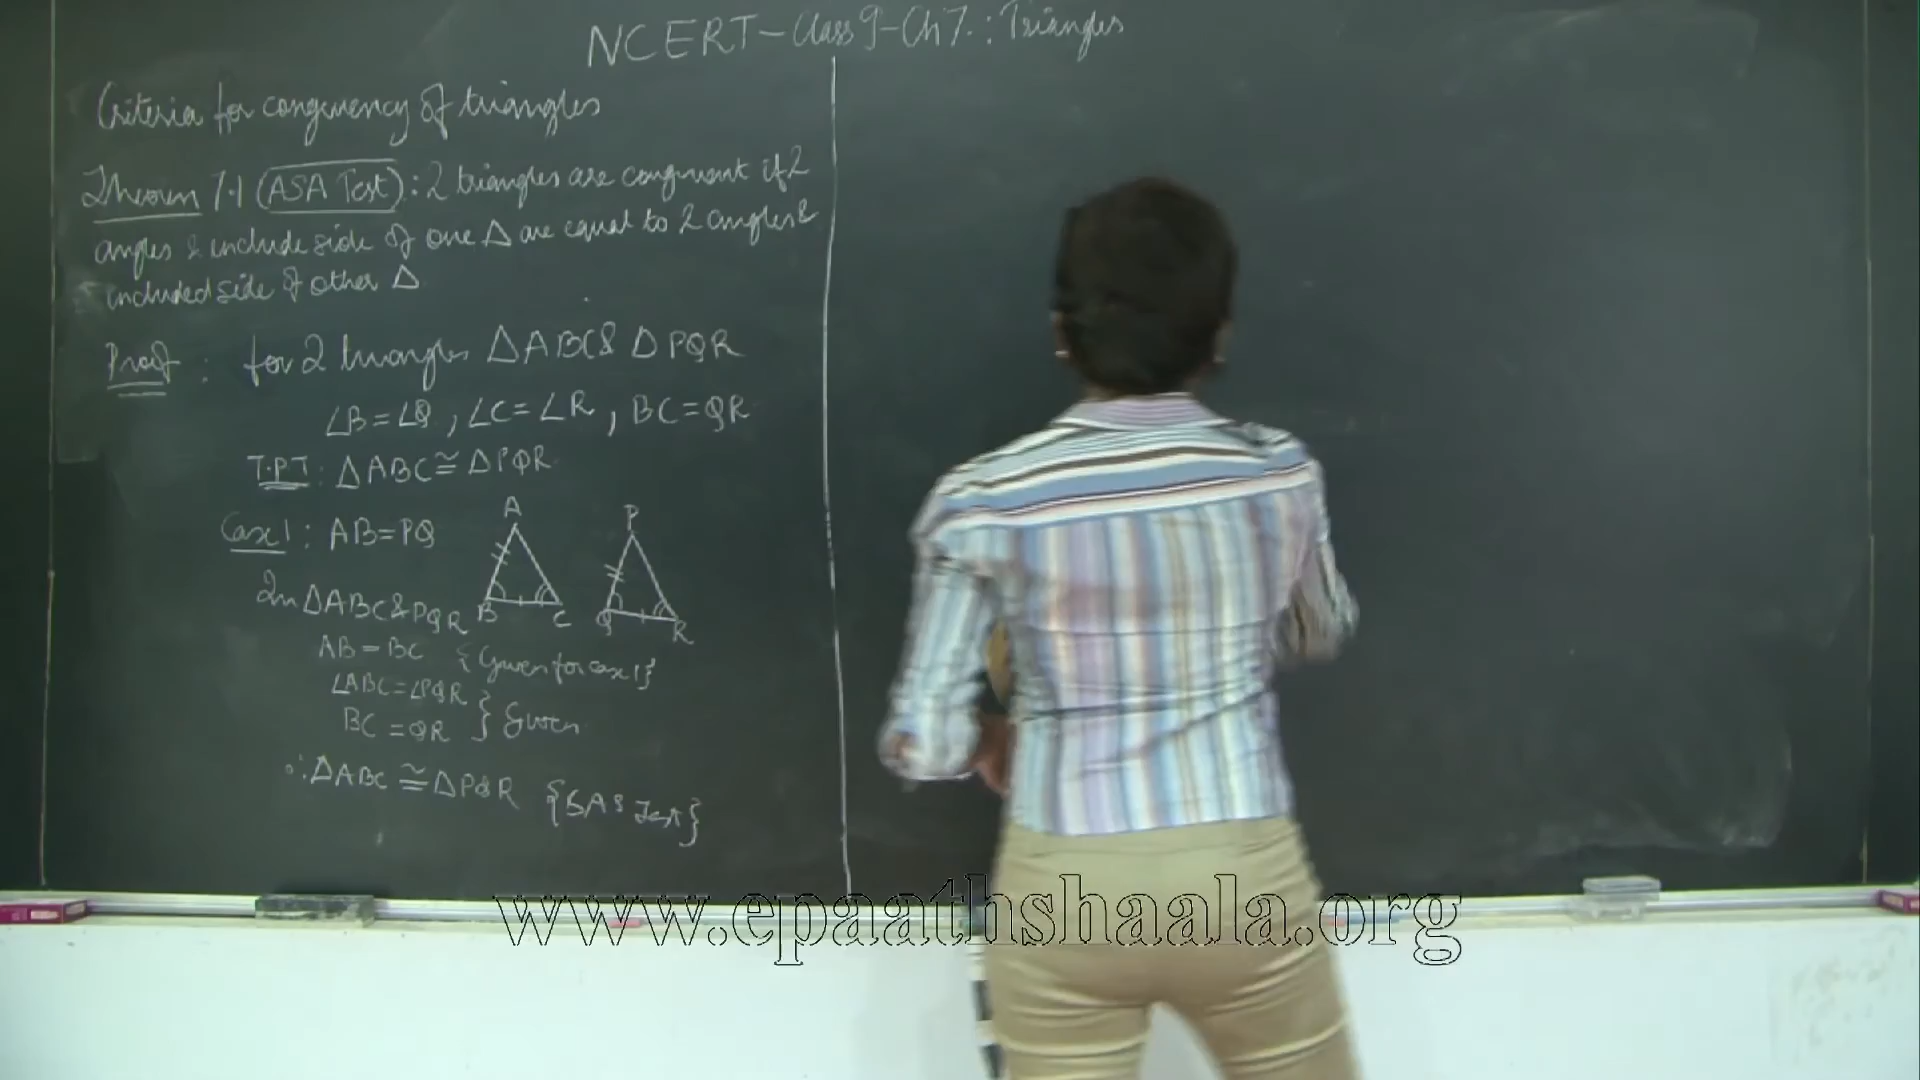 NCERT-Class 9-Ch 7.: Triangles
Criteria for congruency of triangles
Theorem 7.1 (ASA Test): 2 triangles are congruent if 2
angles & include side of one Δ are equal to 2 angles &
included side of other Δ
Proof : for 2 triangles ΔABC & ΔPQR
∠B=∠Q, ∠C=∠R, BC=QR
T.P.T: ΔABC≅ΔPQR
Case 1: AB=PQ
A
P
B
C
Q
R
In ΔABC & PQR
AB=BC {Given for case 1}
∠ABC=∠PQR
BC=QR } Given
∴ΔABC≅ΔPQR {SAS Test}
www.epaathshaala.org